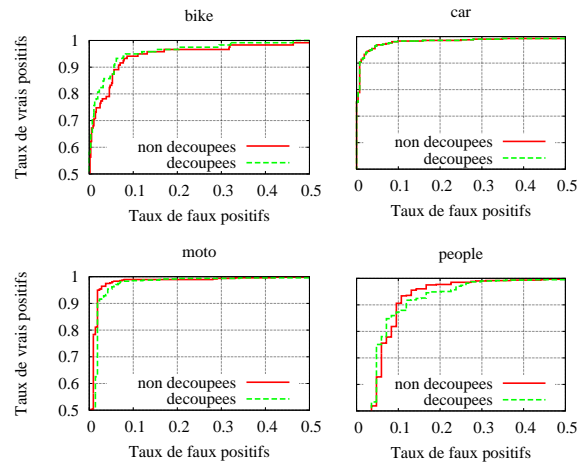 bike
1
0.9
0.8
0.7
0.6
0.5
0 0.1 0.2 0.3 0.4 0.5
Taux de vrais positifs
Taux de faux positifs
non decoupees
decoupees
car
0 0.1 0.2 0.3 0.4 0.5
Taux de faux positifs
non decoupees
decoupees
moto
1
0.9
0.8
0.7
0.6
0.5
0 0.1 0.2 0.3 0.4 0.5
Taux de vrais positifs
Taux de faux positifs
non decoupees
decoupees
people
0 0.1 0.2 0.3 0.4 0.5
Taux de faux positifs
non decoupees
decoupees